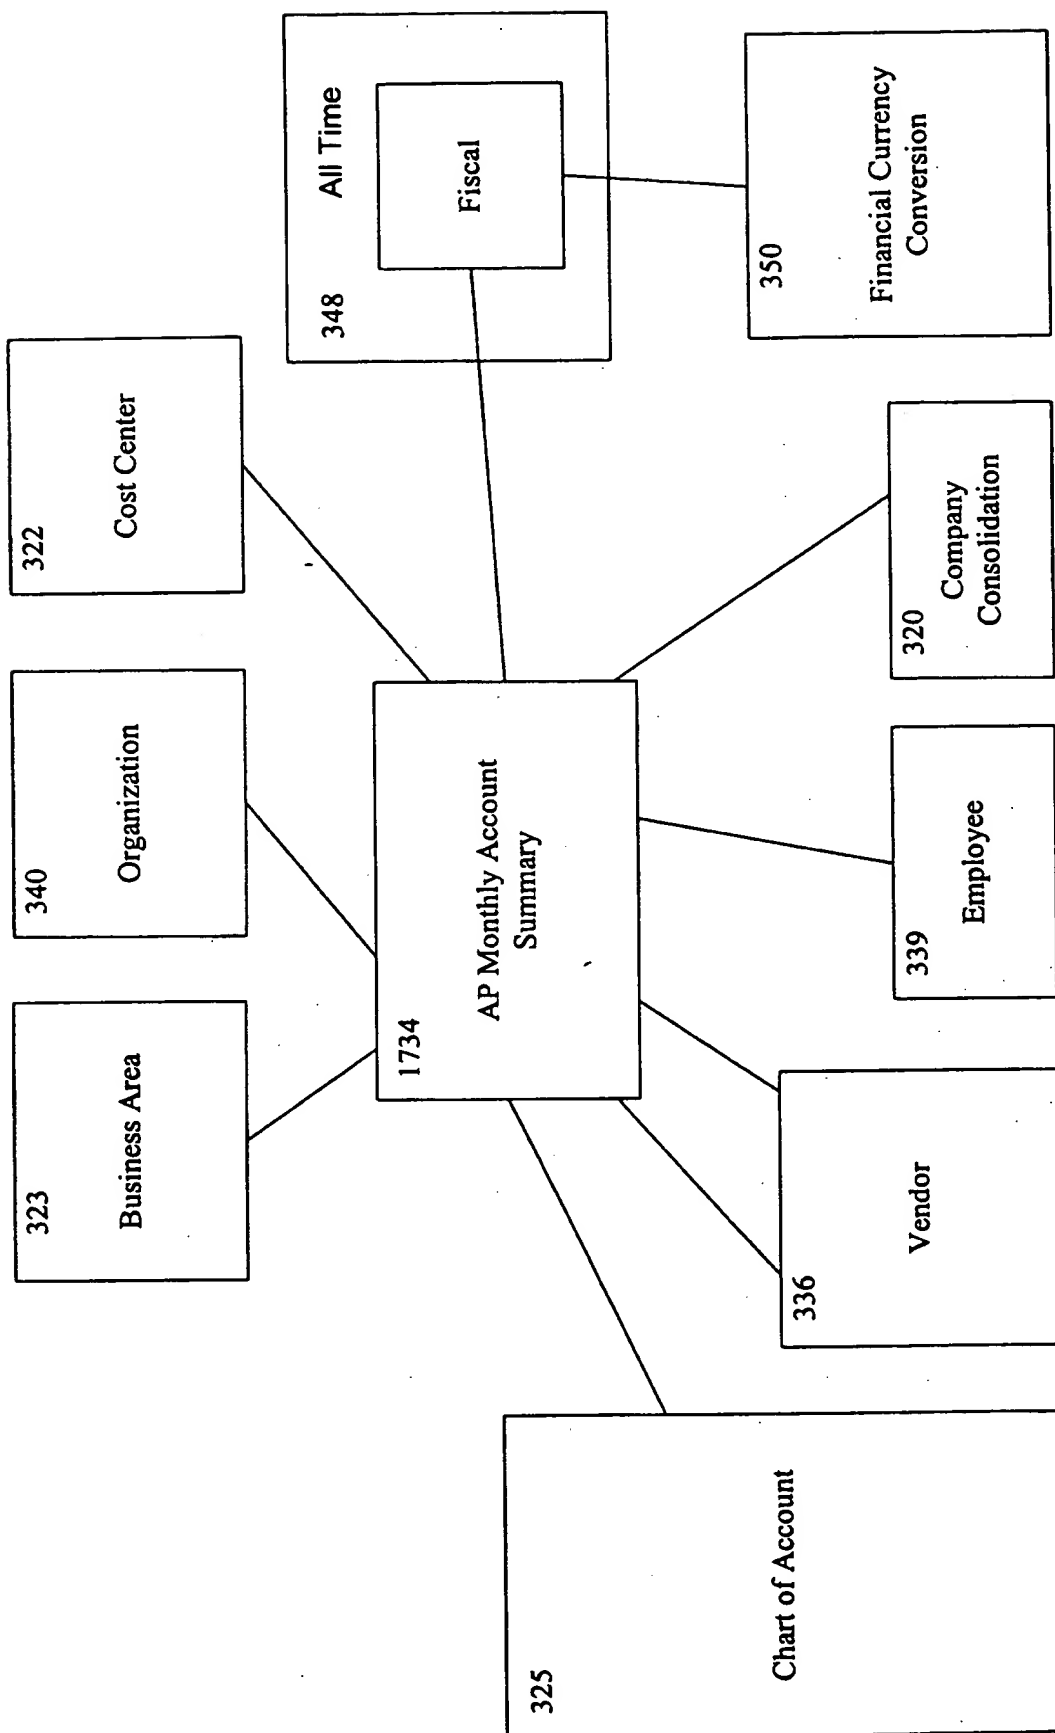 323
Business Area
340
Organization
322
Cost Center
348
All Time
Fiscal
1734
AP Monthly Account
Summary
325
Chart of Account
336
Vendor
339
Employee
320
Company
Consolidation
350
Financial Currency
Conversion